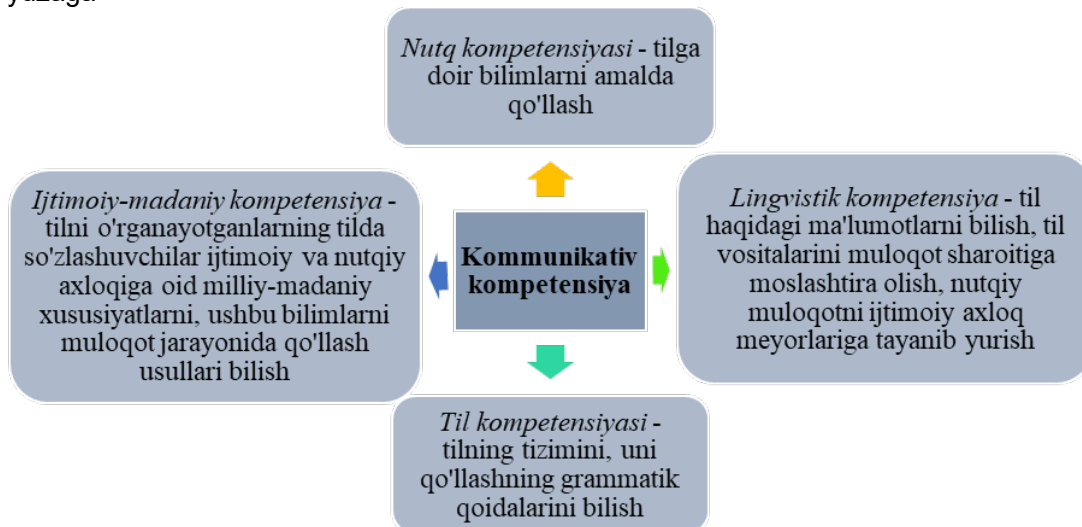 Nutq kompetensiyasi - tilga
doir bilimlarni amalda
qo'llash
Ijtimoiy-madaniy kompetensiya -
tilni o'rganayotganlarning tilda
so'zlashuvchilar ijtimoiy va nutqiy
axloqiga oid milliy-madaniy
xususiyatlarni, ushbu bilimlarni
muloqot jarayonida qo'llash
usullari bilish
Kommunikativ
kompetensiya
Lingvistik kompetensiya - til
haqidagi ma'lumotlarni bilish, til
vositalarini muloqot sharoitiga
moslashtira olish, nutqiy
muloqotni ijtimoiy axloq
meyorlariga tayanib yurish
Til kompetensiyasi -
tilning tizimini, uni
qo'llashning grammatik
qoidalarini bilish